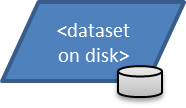 <dataset
on disk>